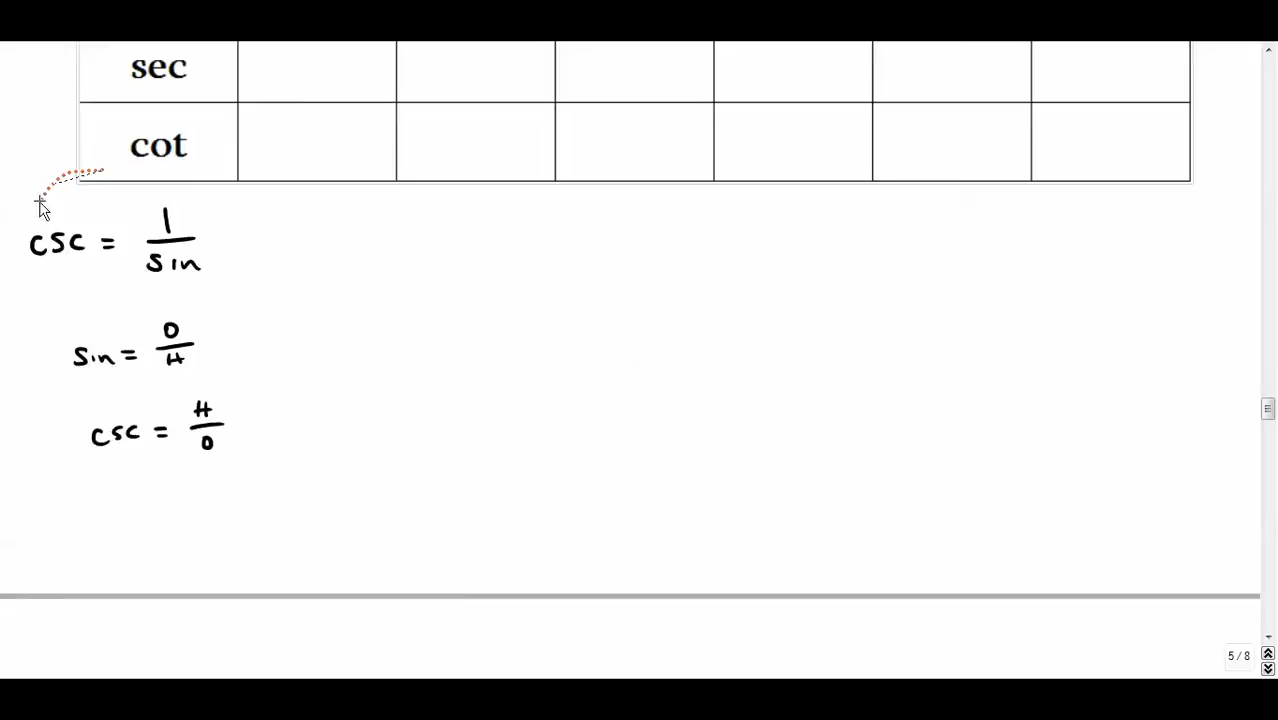 sec
cot
csc = 1/sin
sin = O/H
csc = H/O
5 / 8